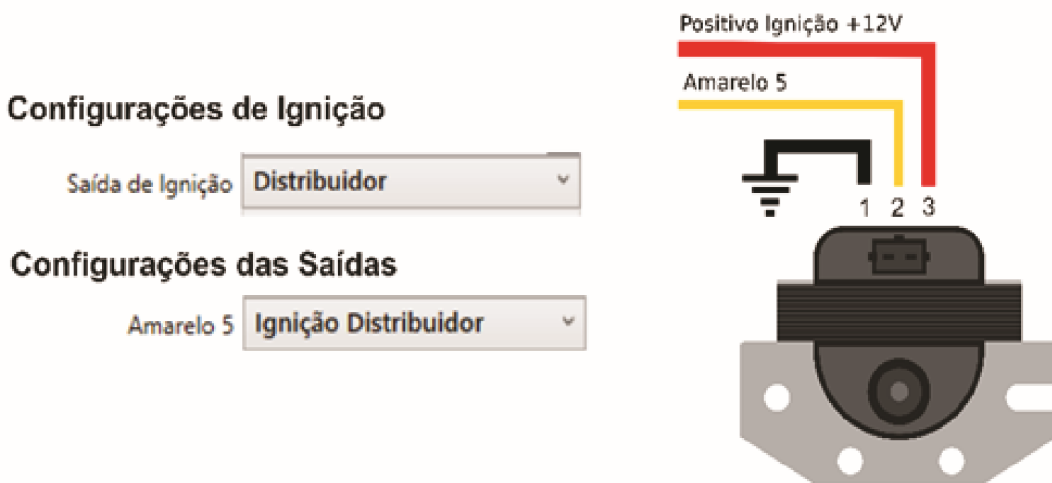 Positivo Ignição +12V
Amarelo 5
Configurações de Ignição
Saída de Ignição Distribuidor
1 2 3
Configurações das Saídas
Amarelo 5 Ignição Distribuidor